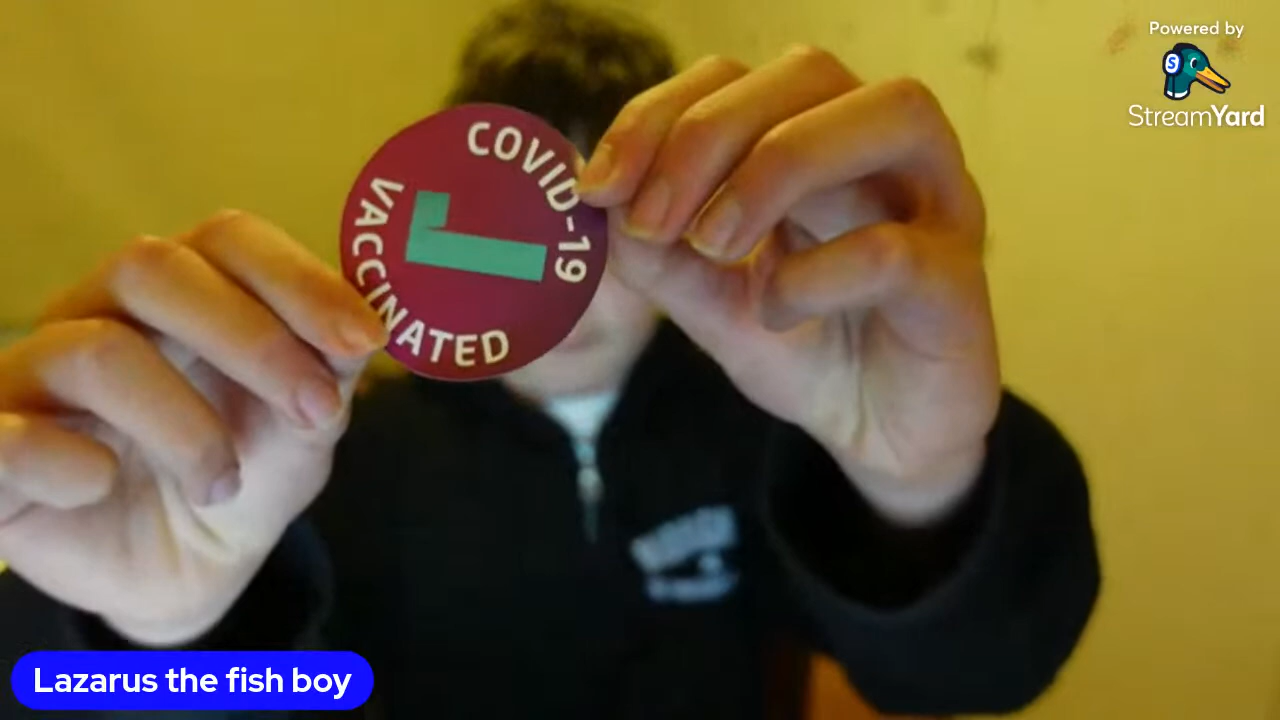 Powered by
StreamYard
COVID-19
VACCINATED
Lazarus the fish boy